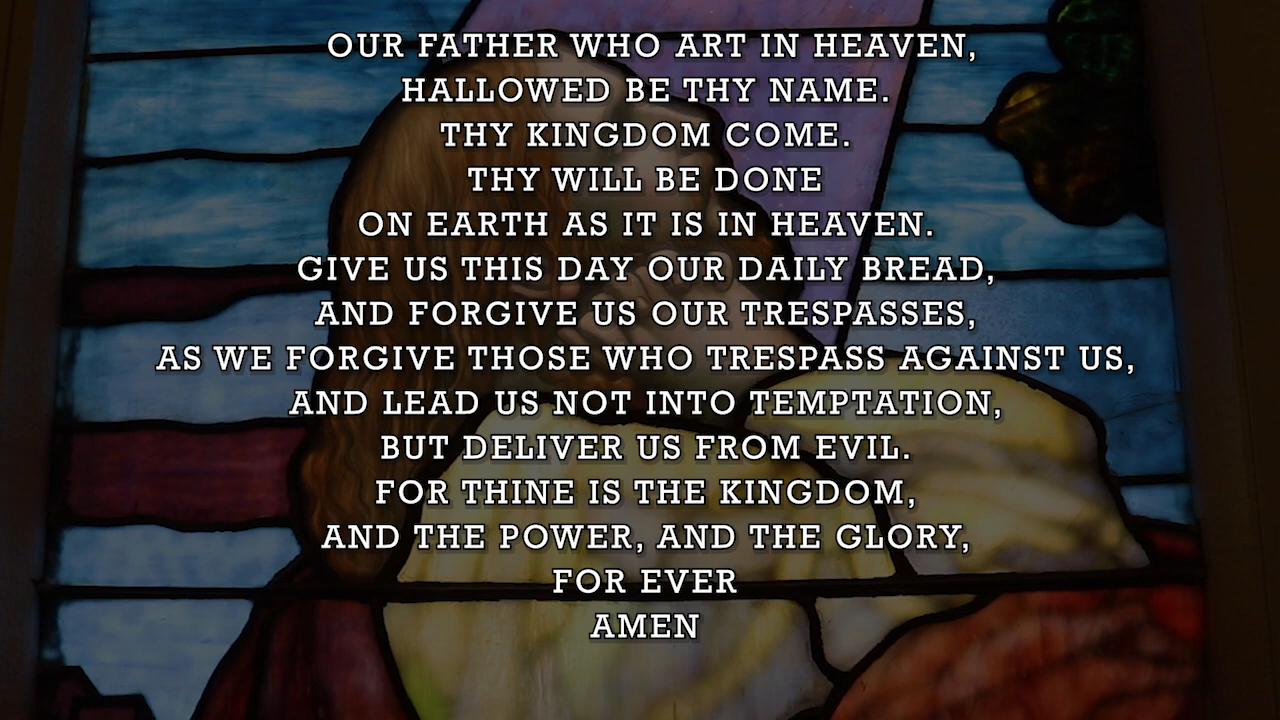 OUR FATHER WHO ART IN HEAVEN,
HALLOWED BE THY NAME.
THY KINGDOM COME.
THY WILL BE DONE
ON EARTH AS IT IS IN HEAVEN.
GIVE US THIS DAY OUR DAILY BREAD,
AND FORGIVE US OUR TRESPASSES,
AS WE FORGIVE THOSE WHO TRESPASS AGAINST US,
AND LEAD US NOT INTO TEMPTATION,
BUT DELIVER US FROM EVIL.
FOR THINE IS THE KINGDOM,
AND THE POWER, AND THE GLORY,
FOR EVER
AMEN